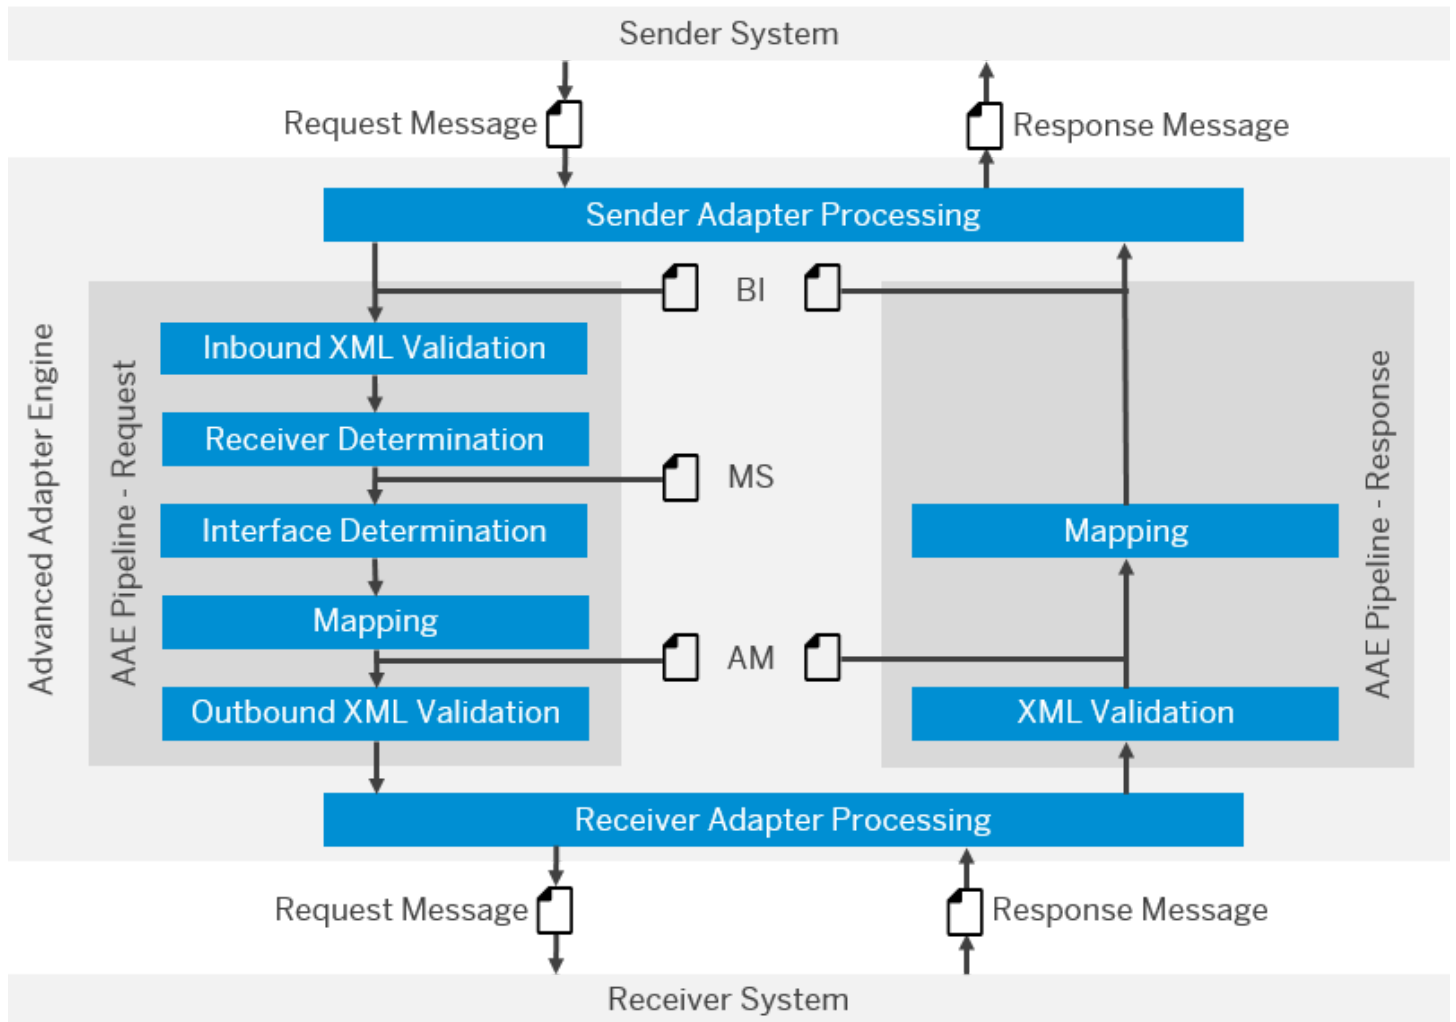 Sender System
Request Message
Response Message
Sender Adapter Processing
BI
Inbound XML Validation
Receiver Determination
MS
Interface Determination
Mapping
Mapping
AM
Outbound XML Validation
XML Validation
Advanced Adapter Engine
AAE Pipeline - Request
AAE Pipeline - Response
Receiver Adapter Processing
Request Message
Response Message
Receiver System